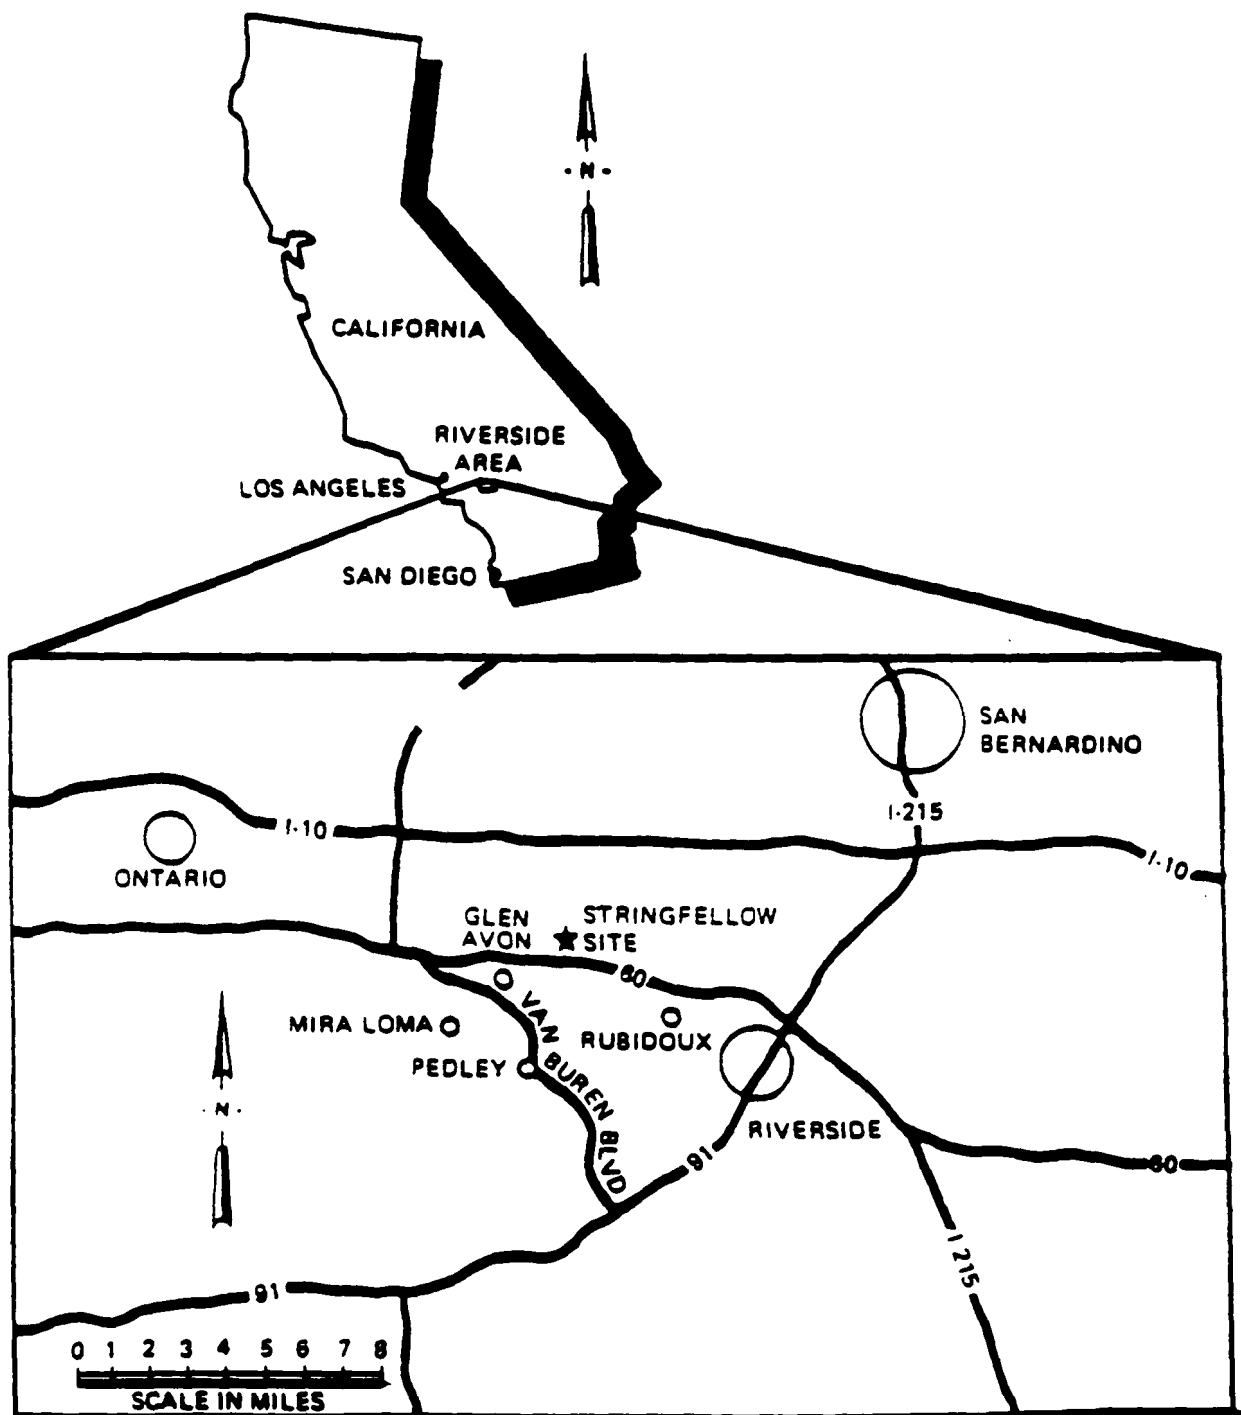 - N -
CALIFORNIA
RIVERSIDE
AREA
LOS ANGELES
SAN DIEGO
SAN
BERNARDINO
I-215
I-10
I-10
ONTARIO
GLEN
AVON
STRINGFELLOW
SITE
60
VAN BUREN BLVD
MIRA LOMA
RUBIDOUX
PEDLEY
- N -
RIVERSIDE
91
60
I-215
91
0 1 2 3 4 5 6 7 8
SCALE IN MILES